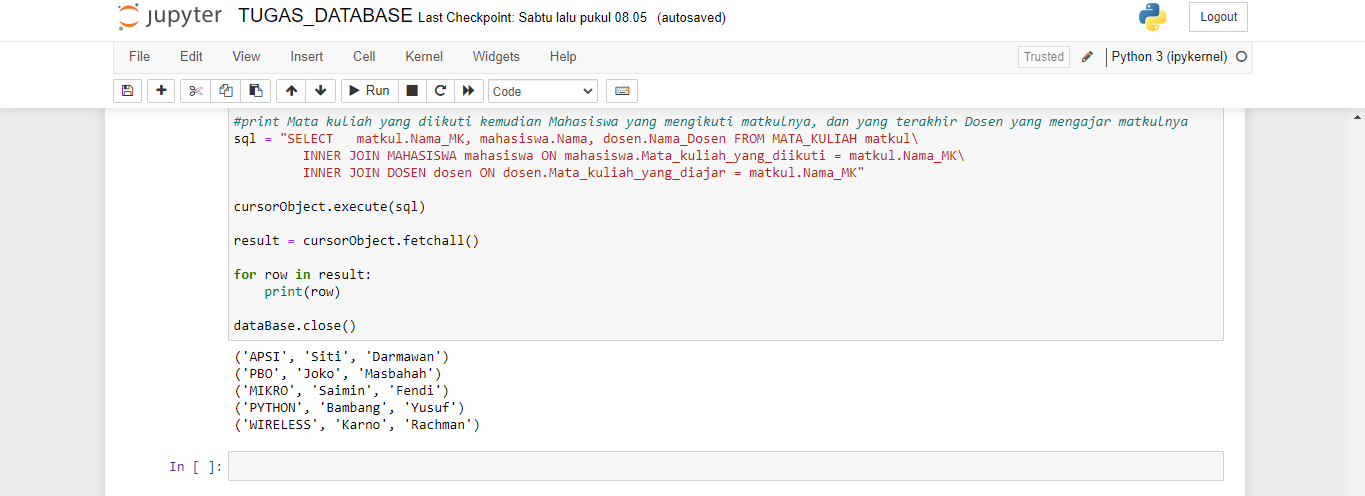 jupyter TUGAS_DATABASE Last Checkpoint: Sabtu lalu pukul 08.05 (autosaved)
Logout
File Edit View Insert Cell Kernel Widgets Help
Trusted Python 3 (ipykernel)
Run Code
#print Mata kuliah yang diikuti kemudian Mahasiswa yang mengikuti matkulnya, dan yang terakhir Dosen yang mengajar matkulnya
sql = "SELECT   matkul.Nama_MK, mahasiswa.Nama, dosen.Nama_Dosen FROM MATA_KULIAH matkul\
INNER JOIN MAHASISWA mahasiswa ON mahasiswa.Mata_kuliah_yang_diikuti = matkul.Nama_MK\
INNER JOIN DOSEN dosen ON dosen.Mata_kuliah_yang_diajar = matkul.Nama_MK"
cursorObject.execute(sql)
result = cursorObject.fetchall()
for row in result:
    print(row)
dataBase.close()
('APSI', 'Siti', 'Darmawan')
('PBO', 'Joko', 'Masbahah')
('MIKRO', 'Saimin', 'Fendi')
('PYTHON', 'Bambang', 'Yusuf')
('WIRELESS', 'Karno', 'Rachman')
In [ ]: